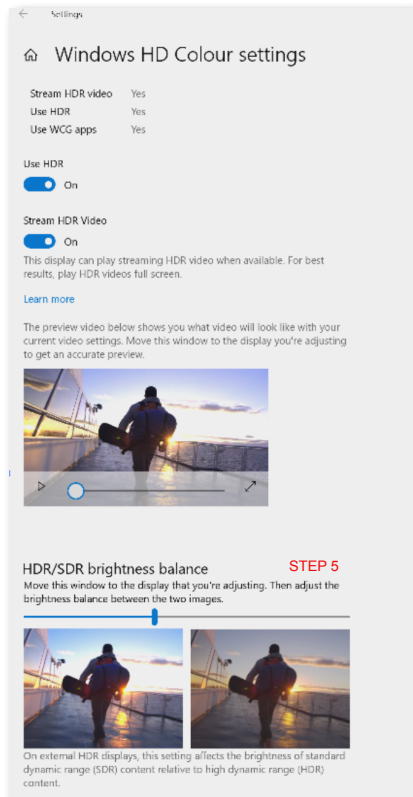 Settings
Windows HD Colour settings
Stream HDR video Yes
Use HDR Yes
Use WCG apps Yes
Use HDR
On
Stream HDR Video
On
This display can play streaming HDR video when available. For best
results, play HDR videos full screen.
Learn more
The preview video below shows you what video will look like with your
current video settings. Move this window to the display you're adjusting
to get an accurate preview.
HDR/SDR brightness balance STEP 5
Move this window to the display that you're adjusting. Then adjust the
brightness balance between the two images.
On external HDR displays, this setting affects the brightness of standard
dynamic range (SDR) content relative to high dynamic range (HDR)
content.